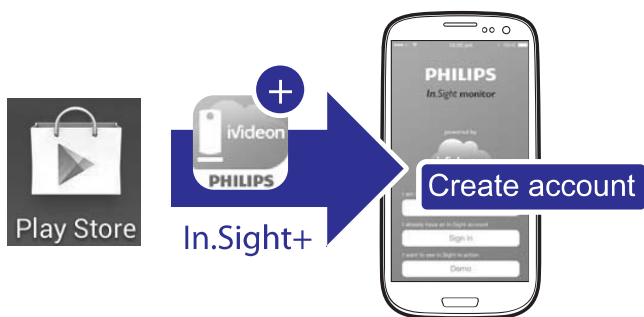 Play Store
iVideon
PHILIPS
In.Sight+
PHILIPS
In.Sight monitor
powered by
Create account
I already have an In.Sight account
Sign in
I want to see In.Sight in action
Demo